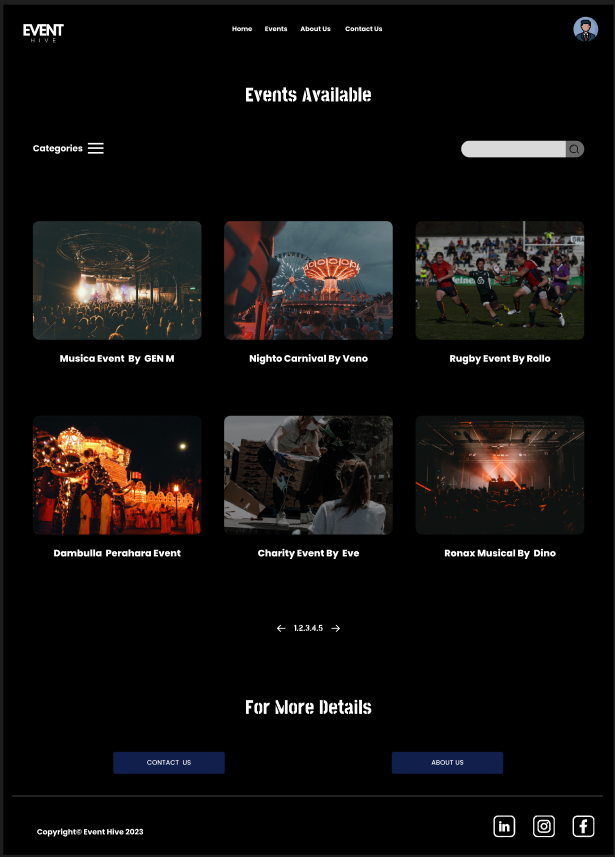 EVENT
HIVE
Home Events About Us Contact Us
Events Available
Categories
Musica Event By GEN M
Nighto Carnival By Veno
Rugby Event By Rollo
Dambulla Perahara Event
Charity Event By Eve
Ronax Musical By Dino
1.2.3.4.5
For More Details
CONTACT US
ABOUT US
Copyright© Event Hive 2023
in